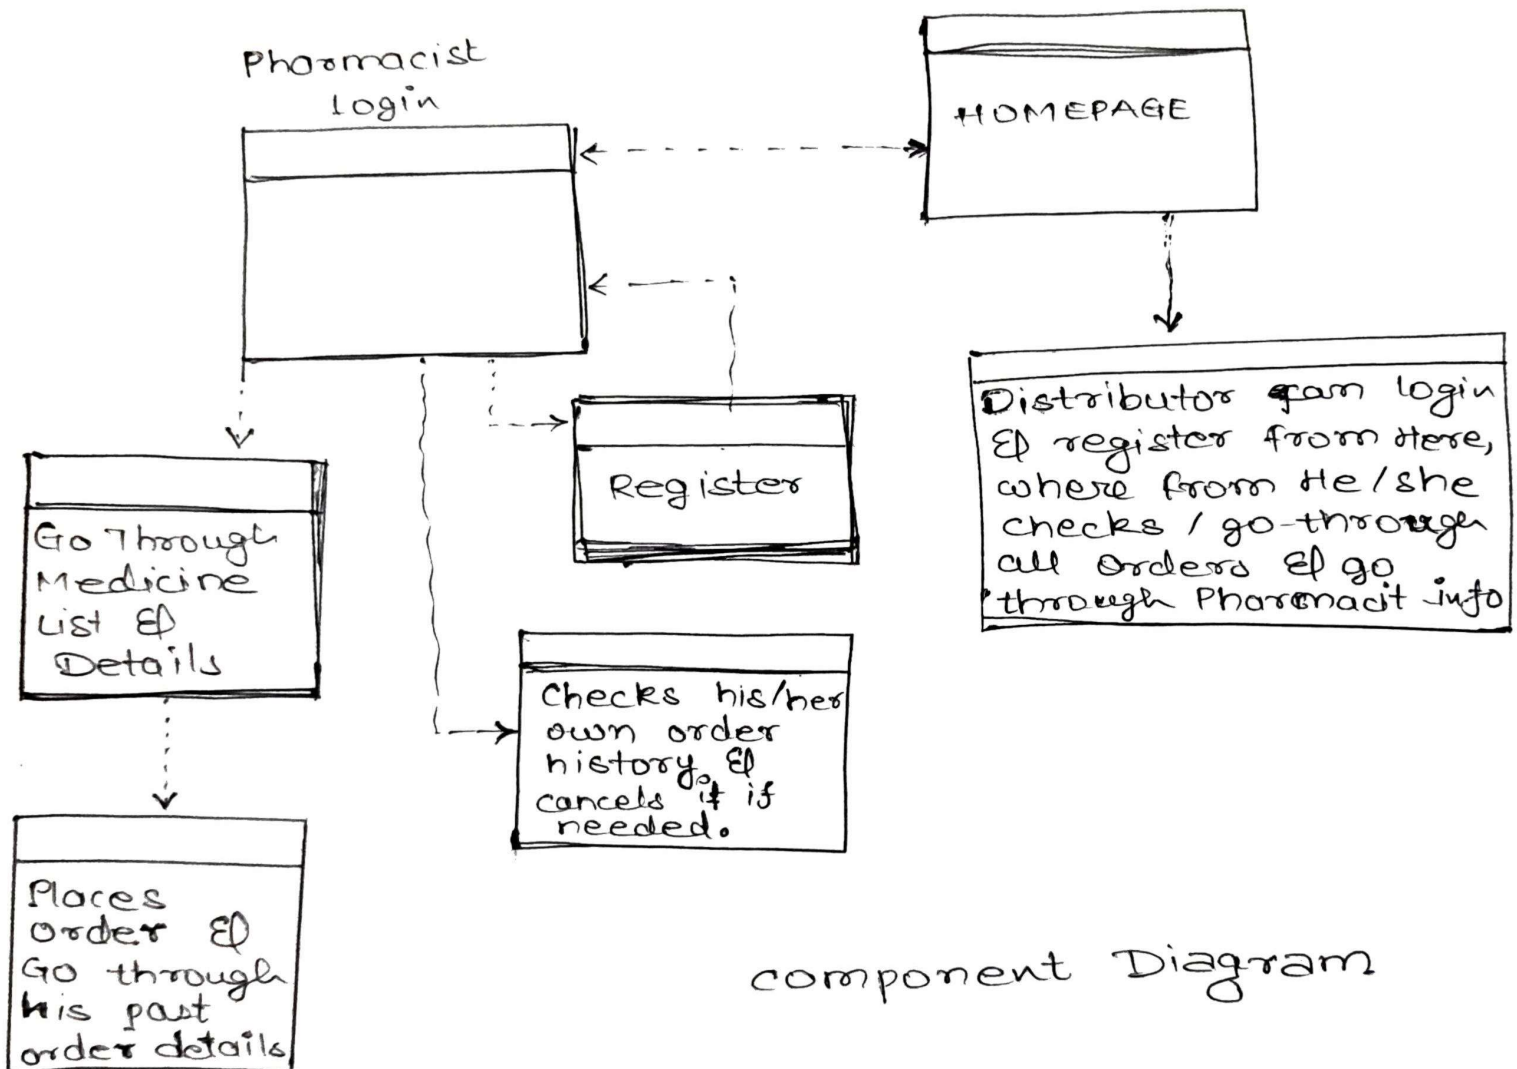 Pharmacist
login
HOMEPAGE
Register
Distributor can login
& register from Here,
where from He/she
checks / go-through
all orders & go
through Pharmacit info
Go Through
Medicine
List &
Details
Checks his/her
own order
history, &
cancels it if
needed.
Places
order &
Go through
his past
order details
component Diagram